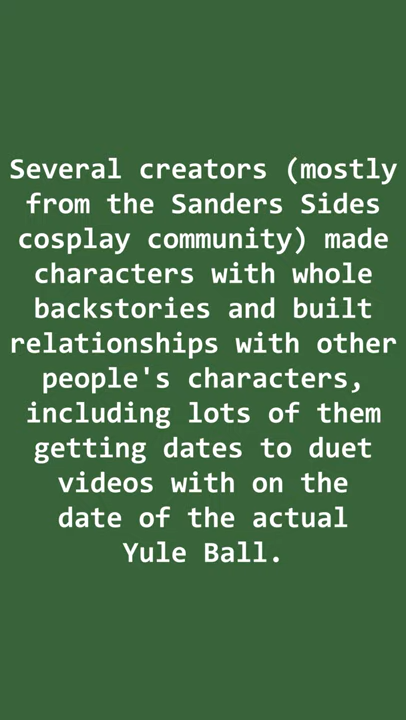 Several creators (mostly
from the Sanders Sides
cosplay community) made
characters with whole
backstories and built
relationships with other
people's characters,
including lots of them
getting dates to duet
videos with on the
date of the actual
Yule Ball.